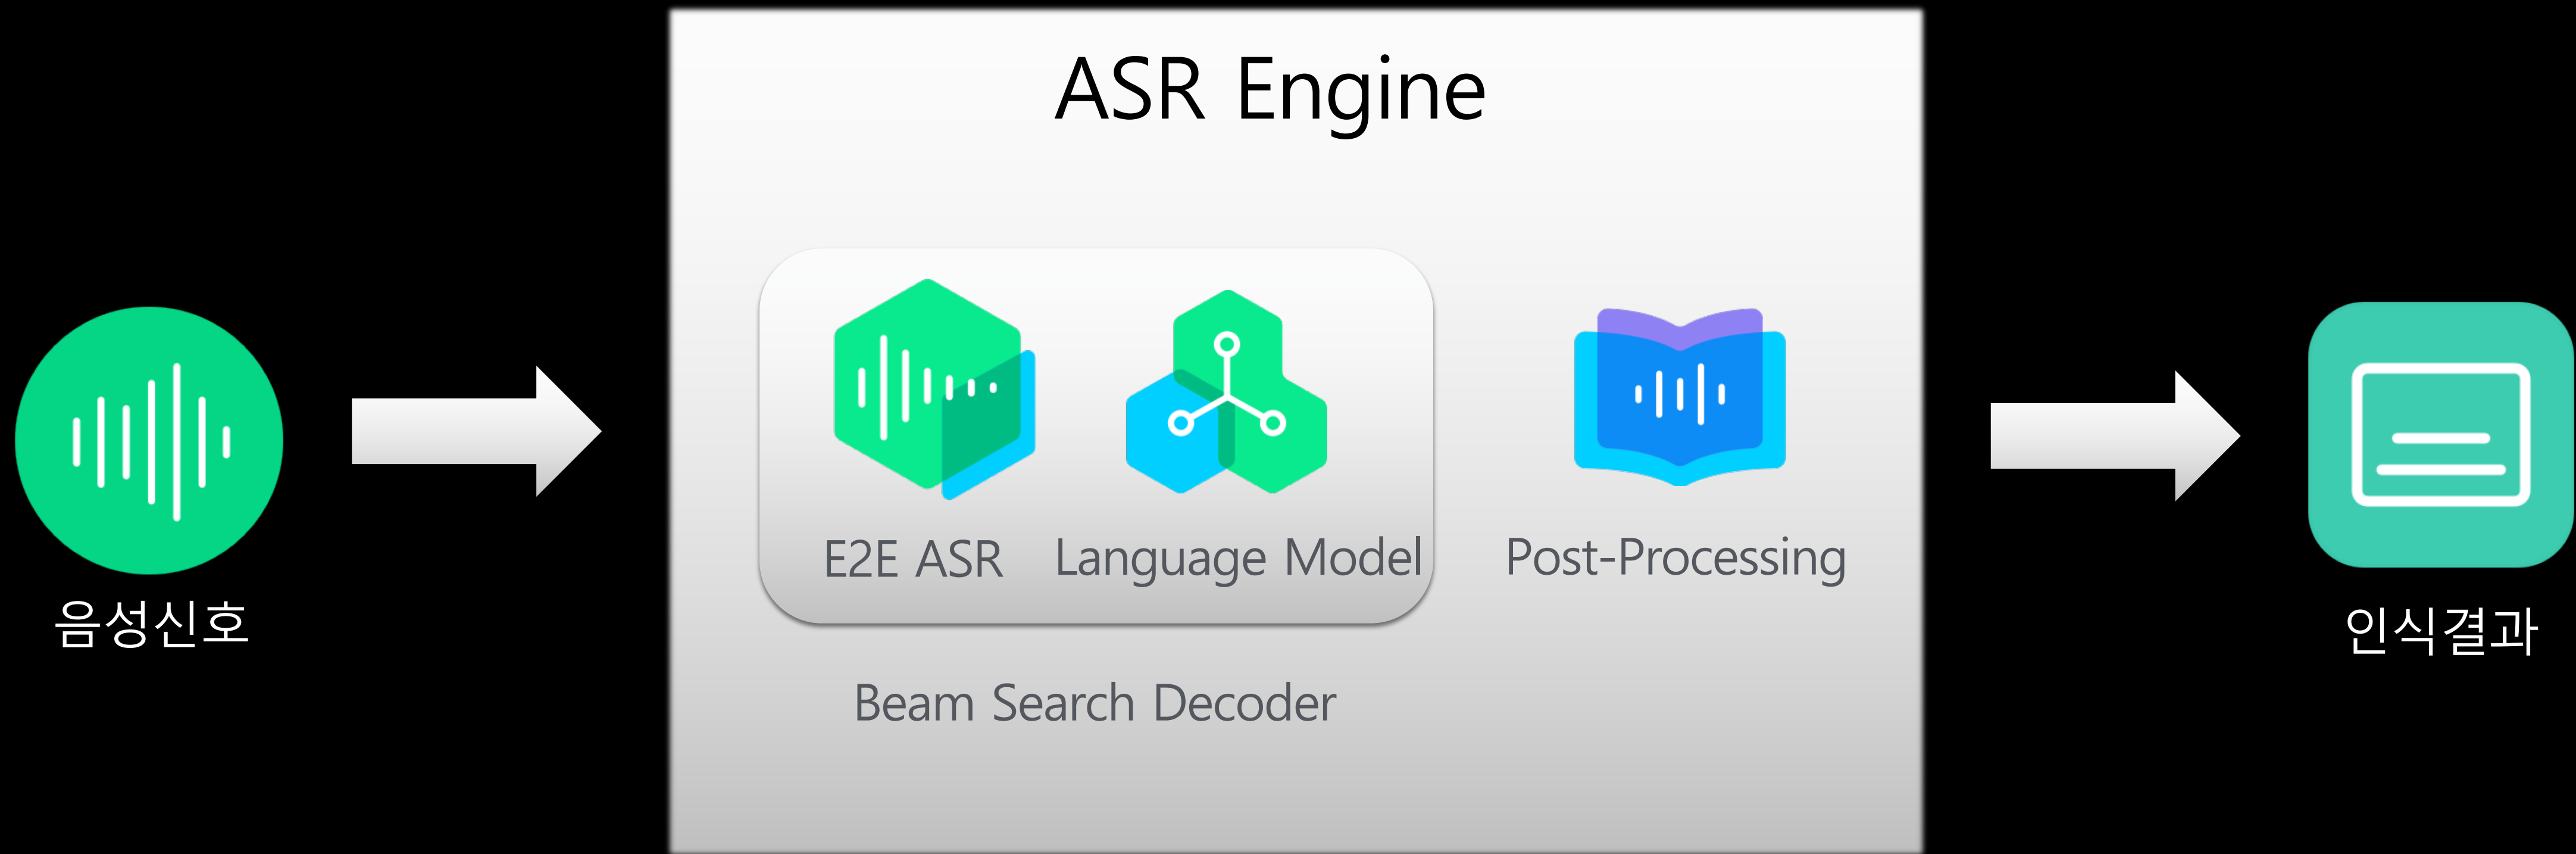 ASR Engine
음성신호
E2E ASR
Language Model
Post-Processing
Beam Search Decoder
인식결과